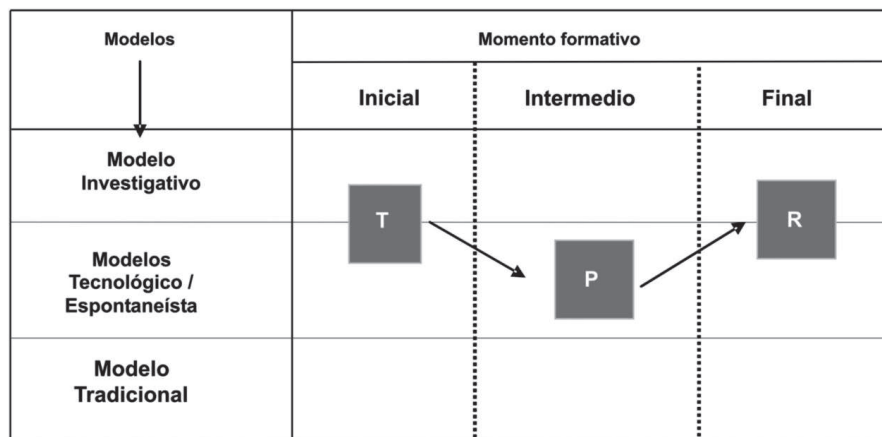 Modelos
Momento formativo
Inicial
Intermedio
Final
Modelo
Investigativo
T
R
Modelos
Tecnológico /
Espontaneísta
P
Modelo
Tradicional